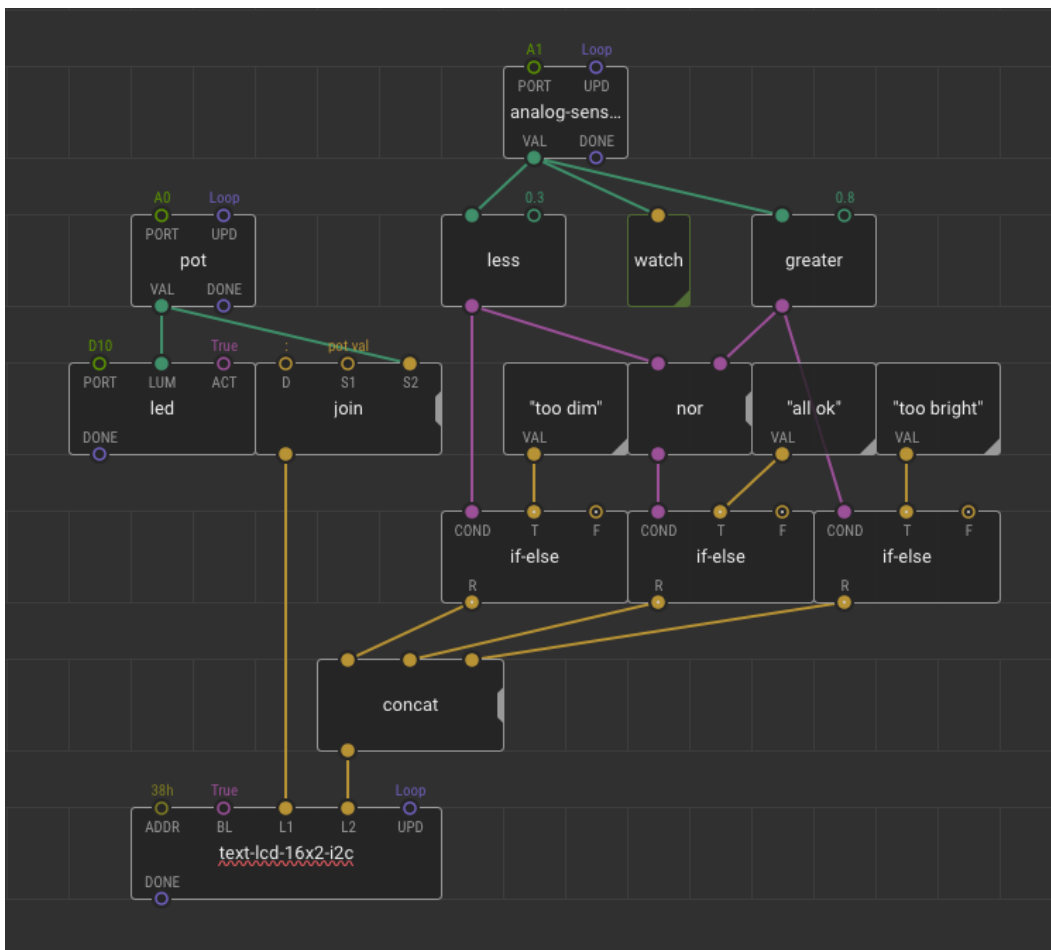 A1 Loop
PORT UPD
analog-sens...
VAL DONE
A0 Loop
PORT UPD
pot
VAL DONE
0.3
less
watch
0.8
greater
D10 True
PORT LUM ACT
led
DONE
: pot val
D S1 S2
join
"too dim"
VAL
nor
"all ok"
VAL
"too bright"
VAL
COND T F
if-else
R
COND T F
if-else
R
COND T F
if-else
R
concat
38h True Loop
ADDR BL L1 L2 UPD
text-lcd-16x2-i2c
DONE